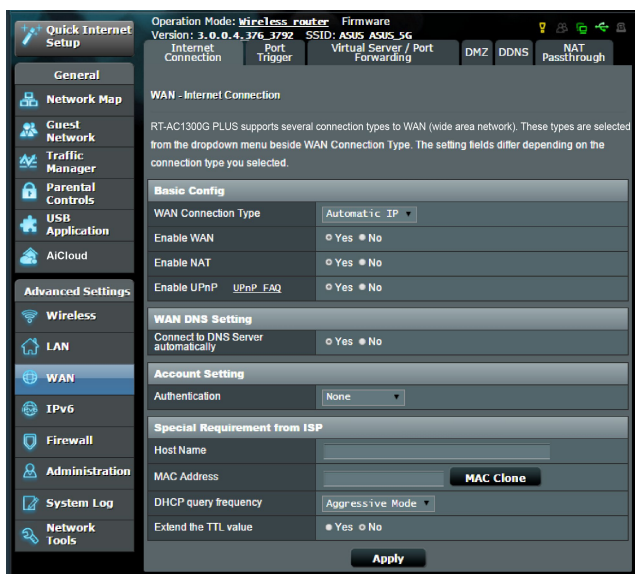 Quick Internet
Setup
General
Network Map
Guest
Network
Traffic
Manager
Parental
Controls
USB
Application
AiCloud
Advanced Settings
Wireless
LAN
WAN
IPv6
Firewall
Administration
System Log
Network
Tools
Operation Mode: Wireless router Firmware
Version: 3.0.0.4.376_3792 SSID: ASUS ASUS_5G
Internet
Connection
Port
Trigger
Virtual Server / Port
Forwarding
DMZ
DDNS
NAT
Passthrough
WAN - Internet Connection
RT-AC1300G PLUS supports several connection types to WAN (wide area network). These types are selected
from the dropdown menu beside WAN Connection Type. The setting fields differ depending on the
connection type you selected.
Basic Config
WAN Connection Type Automatic IP
Enable WAN Yes No
Enable NAT Yes No
Enable UPnP UPnP FAQ Yes No
WAN DNS Setting
Connect to DNS Server
automatically Yes No
Account Setting
Authentication None
Special Requirement from ISP
Host Name
MAC Address MAC Clone
DHCP query frequency Aggressive Mode
Extend the TTL value Yes No
Apply